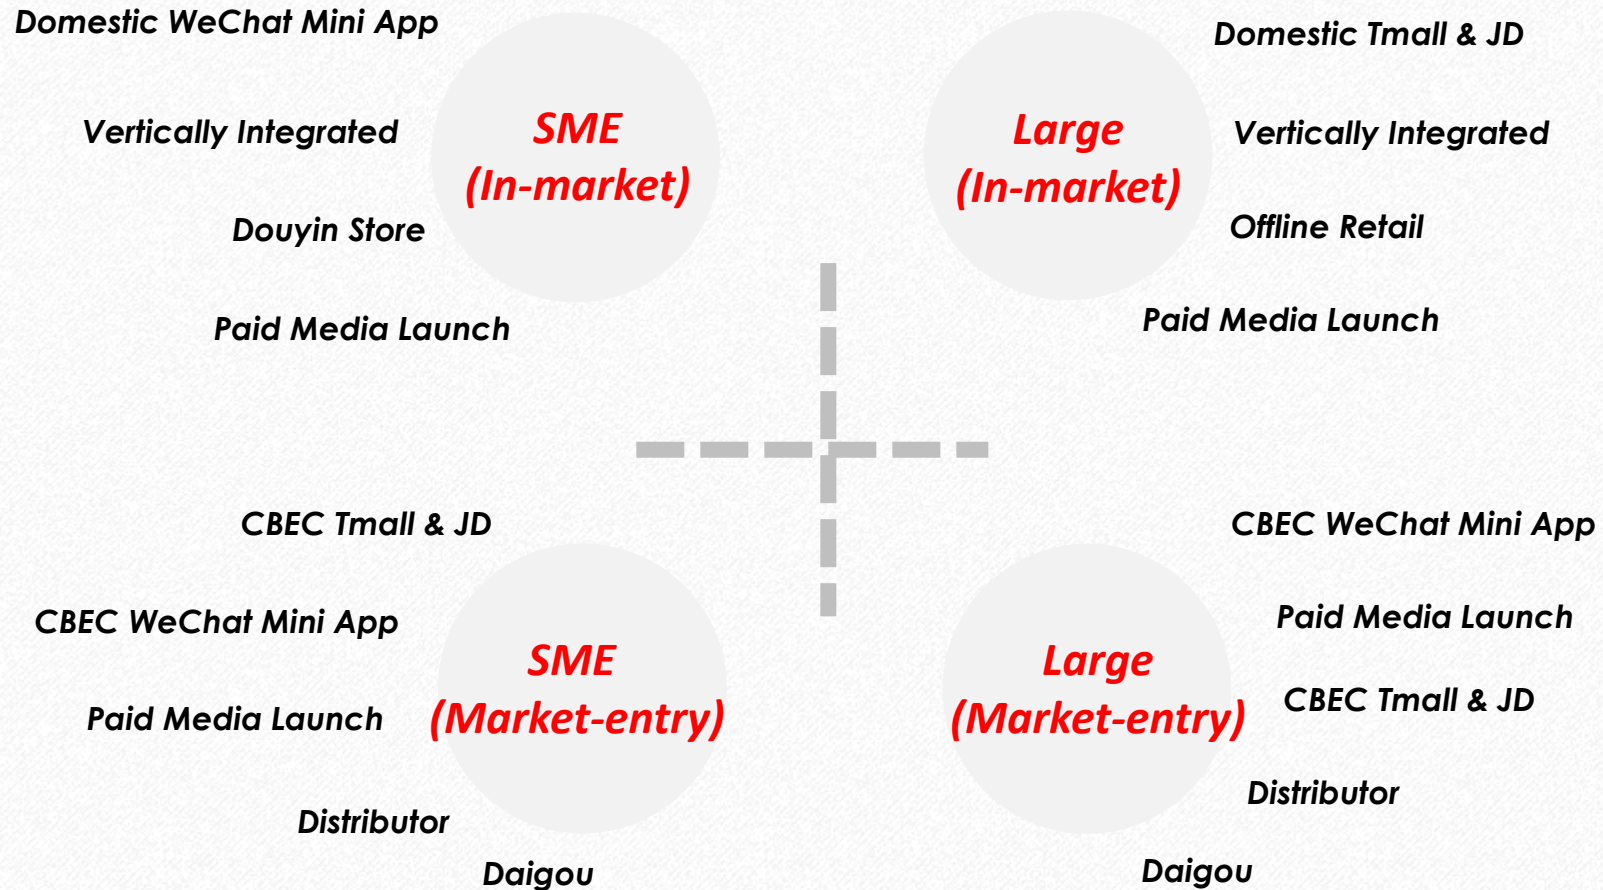 Domestic WeChat Mini App
Vertically Integrated
Douyin Store
Paid Media Launch
SME
(In-market)
Domestic Tmall & JD
Vertically Integrated
Offline Retail
Paid Media Launch
Large
(In-market)
CBEC Tmall & JD
CBEC WeChat Mini App
Paid Media Launch
Distributor
Daigou
SME
(Market-entry)
CBEC WeChat Mini App
Paid Media Launch
CBEC Tmall & JD
Distributor
Daigou
Large
(Market-entry)